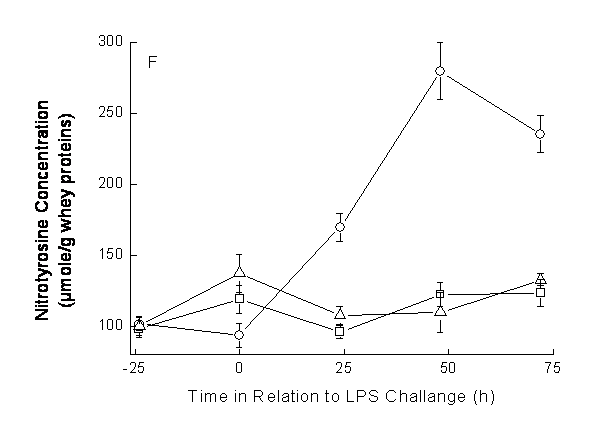 F
Nitrotyrosine Concentration
(µmole/g whey proteins)
300
250
200
150
100
-25 0 25 50 75
Time in Relation to LPS Challange (h)